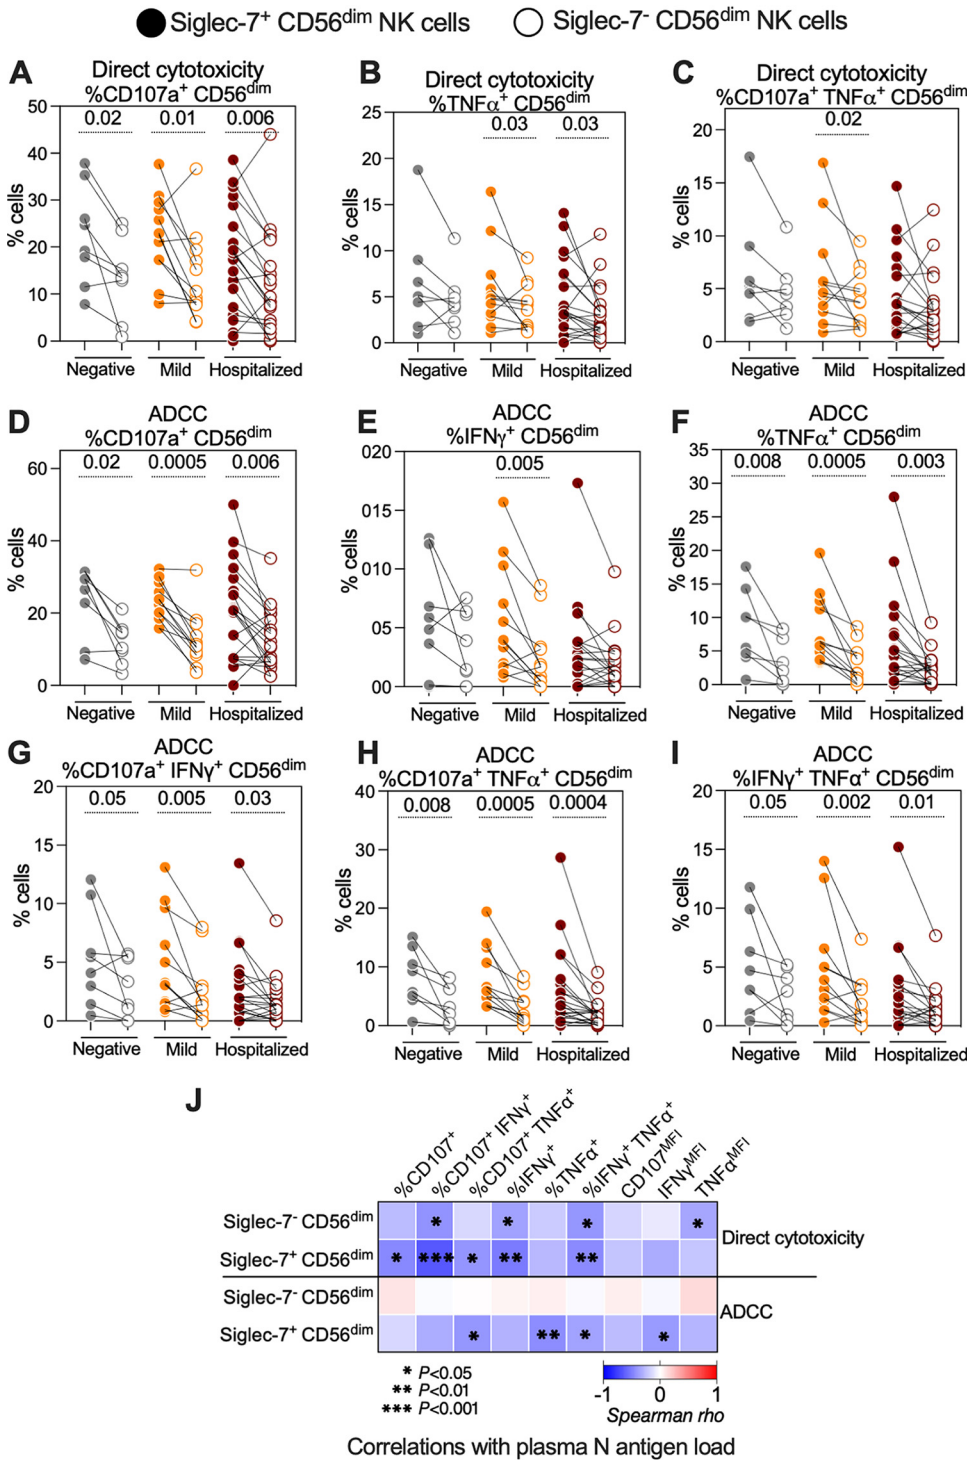 Siglec-7⁺ CD56ᵈⁱᵐ NK cells
Siglec-7⁻ CD56ᵈⁱᵐ NK cells
A
Direct cytotoxicity
%CD107a⁺ CD56ᵈⁱᵐ
% cells
50
40
30
20
10
0
0.02
0.01
0.006
Negative
Mild
Hospitalized
B
Direct cytotoxicity
%TNFα⁺ CD56ᵈⁱᵐ
% cells
25
20
15
10
5
0
0.03
0.03
Negative
Mild
Hospitalized
C
Direct cytotoxicity
%CD107a⁺ TNFα⁺ CD56ᵈⁱᵐ
% cells
20
15
10
5
0
0.02
Negative
Mild
Hospitalized
D
ADCC
%CD107a⁺ CD56ᵈⁱᵐ
% cells
60
40
20
0
0.02
0.0005
0.006
Negative
Mild
Hospitalized
E
ADCC
%IFNγ⁺ CD56ᵈⁱᵐ
% cells
020
015
010
05
00
0.005
Negative
Mild
Hospitalized
F
ADCC
%TNFα⁺ CD56ᵈⁱᵐ
% cells
35
30
25
20
15
10
5
0
0.008
0.0005
0.003
Negative
Mild
Hospitalized
G
ADCC
%CD107a⁺ IFNγ⁺ CD56ᵈⁱᵐ
% cells
20
15
10
5
0
0.05
0.005
0.03
Negative
Mild
Hospitalized
H
ADCC
%CD107a⁺ TNFα⁺ CD56ᵈⁱᵐ
% cells
40
30
20
10
0
0.008
0.0005
0.0004
Negative
Mild
Hospitalized
I
ADCC
%IFNγ⁺ TNFα⁺ CD56ᵈⁱᵐ
% cells
20
15
10
5
0
0.05
0.002
0.01
Negative
Mild
Hospitalized
J
%CD107⁺
%CD107⁺ IFNγ⁺
%CD107⁺ TNFα⁺
%IFNγ⁺
%TNFα⁺
%IFNγ⁺ TNFα⁺
CD107ᴹᶠᴵ
IFNγᴹᶠᴵ
TNFαᴹᶠᴵ
Siglec-7⁻ CD56ᵈⁱᵐ
* * * *
Siglec-7⁺ CD56ᵈⁱᵐ
* *** * ** **
Direct cytotoxicity
Siglec-7⁻ CD56ᵈⁱᵐ
Siglec-7⁺ CD56ᵈⁱᵐ
* ** * *
ADCC
* P<0.05
** P<0.01
*** P<0.001
-1 0 1
Spearman rho
Correlations with plasma N antigen load